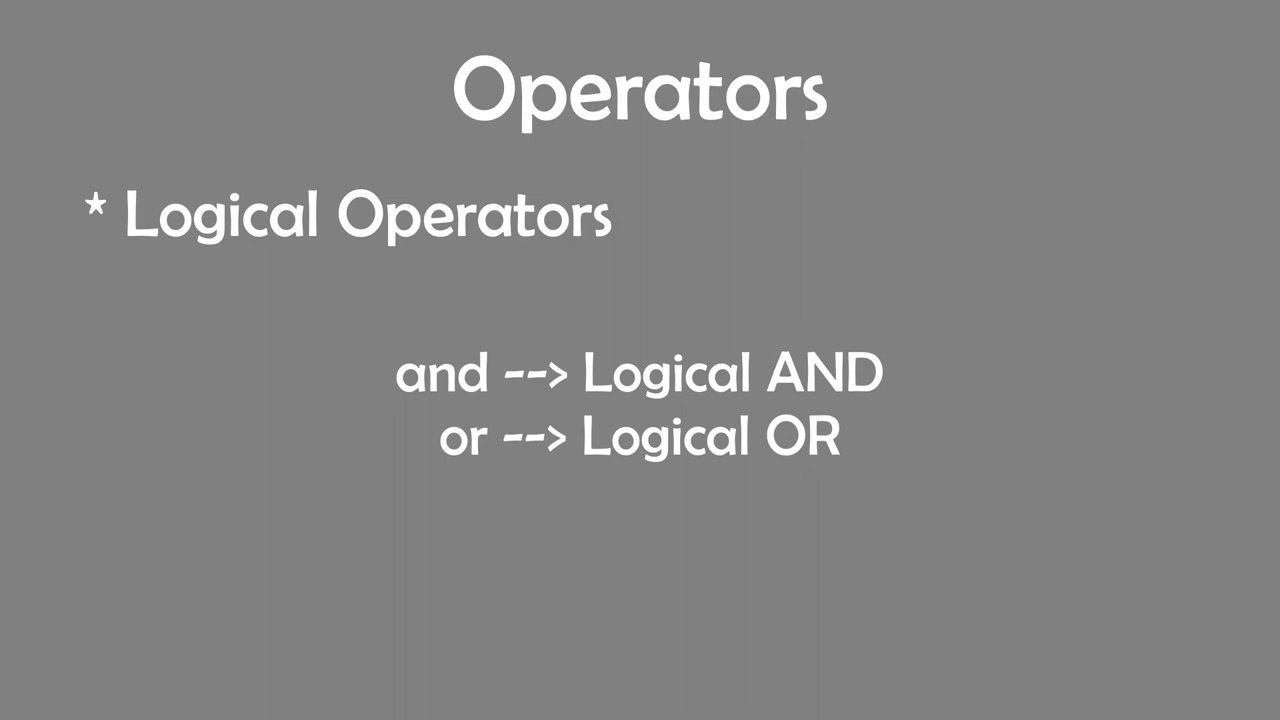 Operators
* Logical Operators
and --> Logical AND
or --> Logical OR